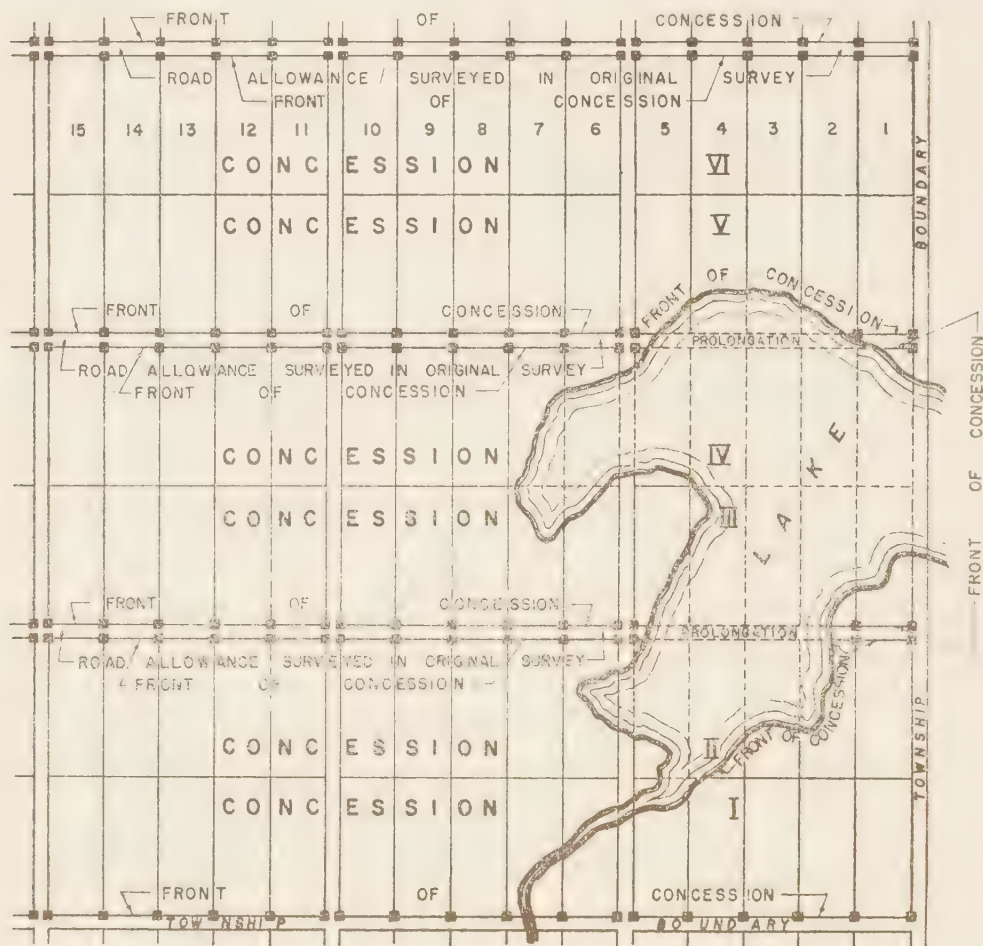 FRONT OF CONCESSION
ROAD ALLOWANCE SURVEYED IN ORIGINAL SURVEY
FRONT OF CONCESSION
15 14 13 12 11 10 9 8 7 6 5 4 3 2 1
CONCESSION VI
BOUNDARY
CONCESSION V
FRONT OF CONCESSION
FRONT OF CONCESSION
PROLONGATION
ROAD ALLOWANCE SURVEYED IN ORIGINAL SURVEY
FRONT OF CONCESSION
FRONT OF CONCESSION
CONCESSION IV
LAKE
CONCESSION III
FRONT OF CONCESSION
PROLONGATION
ROAD ALLOWANCE SURVEYED IN ORIGINAL SURVEY
FRONT OF CONCESSION
FRONT OF CONCESSION
CONCESSION II
TOWNSHIP
CONCESSION I
FRONT OF CONCESSION
TOWNSHIP BOUNDARY